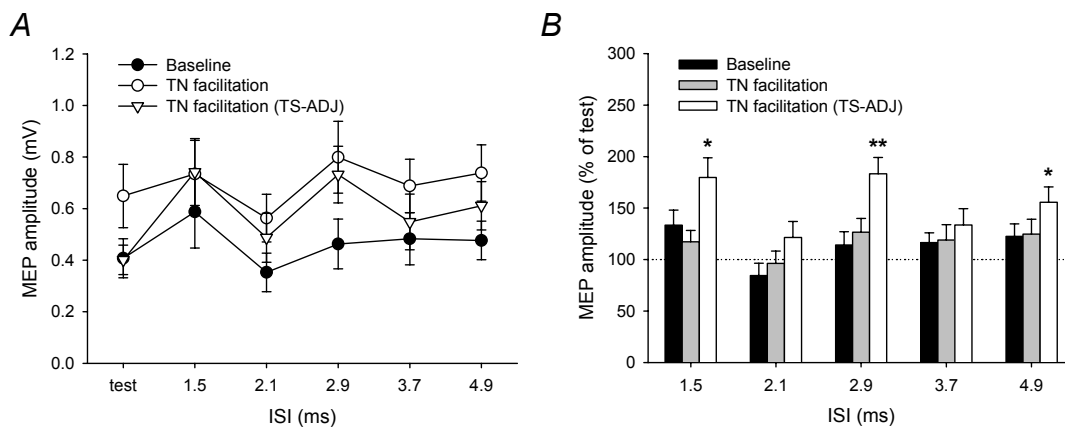 A
MEP amplitude (mV)
1.2
1.0
0.8
0.6
0.4
0.2
0.0
Baseline
TN facilitation
TN facilitation (TS-ADJ)
test 1.5 2.1 2.9 3.7 4.9
ISI (ms)
B
MEP amplitude (% of test)
300
250
200
150
100
50
0
Baseline
TN facilitation
TN facilitation (TS-ADJ)
* ** *
1.5 2.1 2.9 3.7 4.9
ISI (ms)